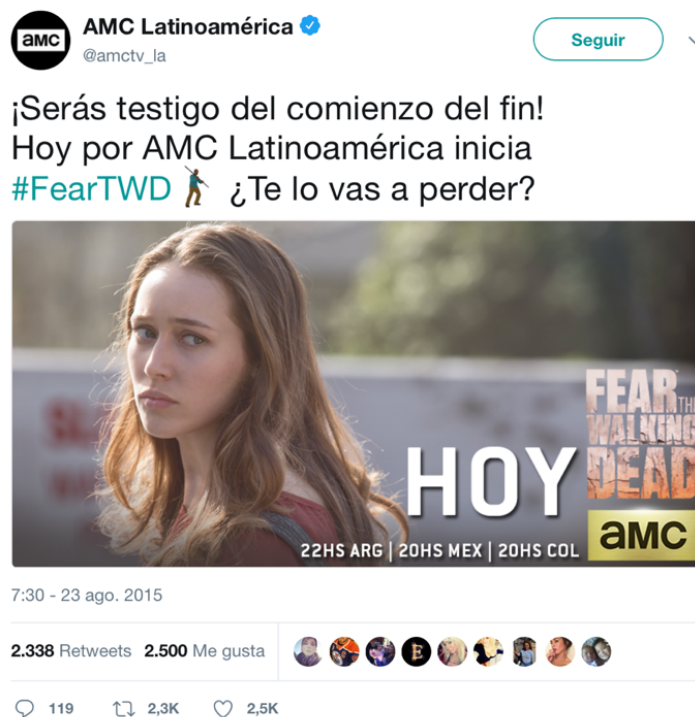 aMC
AMC Latinoamérica
@amctv_la
Seguir
¡Serás testigo del comienzo del fin!
Hoy por AMC Latinoamérica inicia
#FearTWD ¿Te lo vas a perder?
FEAR THE
WALKING
DEAD
HOY
aMC
22HS ARG | 20HS MEX | 20HS COL
7:30 - 23 ago. 2015
2.338 Retweets 2.500 Me gusta
E
119 2,3K 2,5K